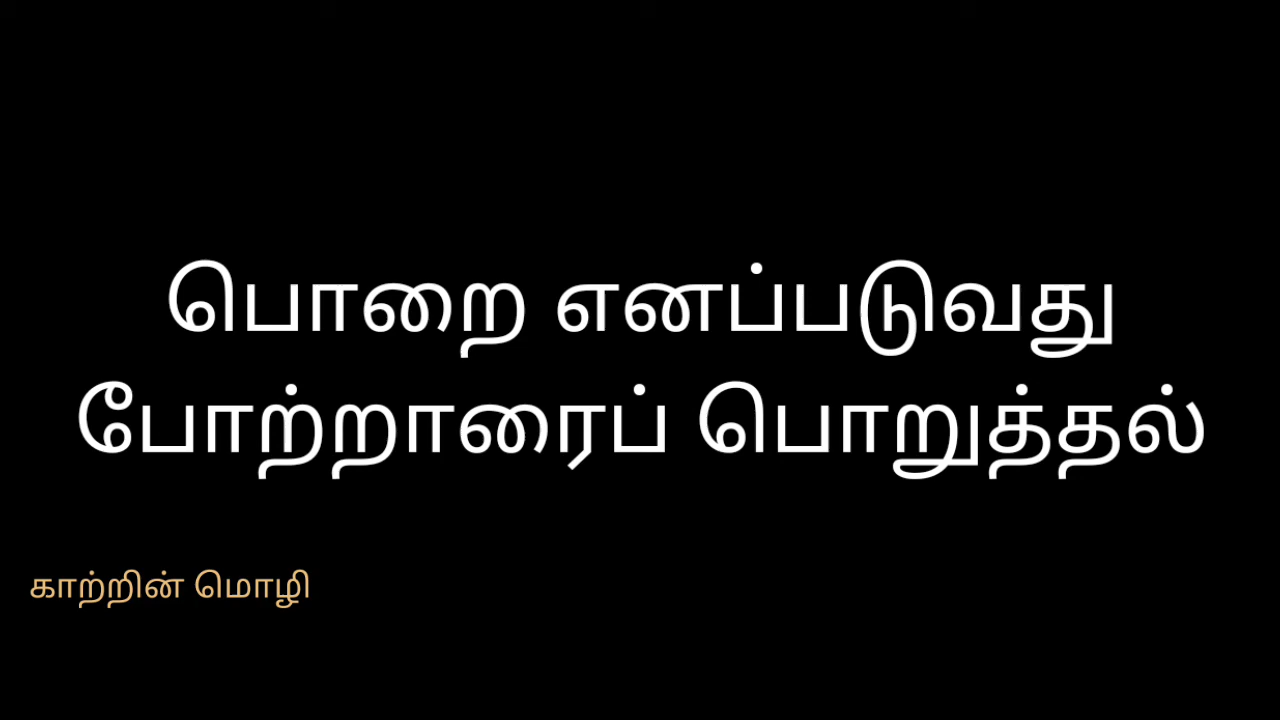 பொறை எனப்படுவது
போற்றாரைப் பொறுத்தல்
காற்றின் மொழி